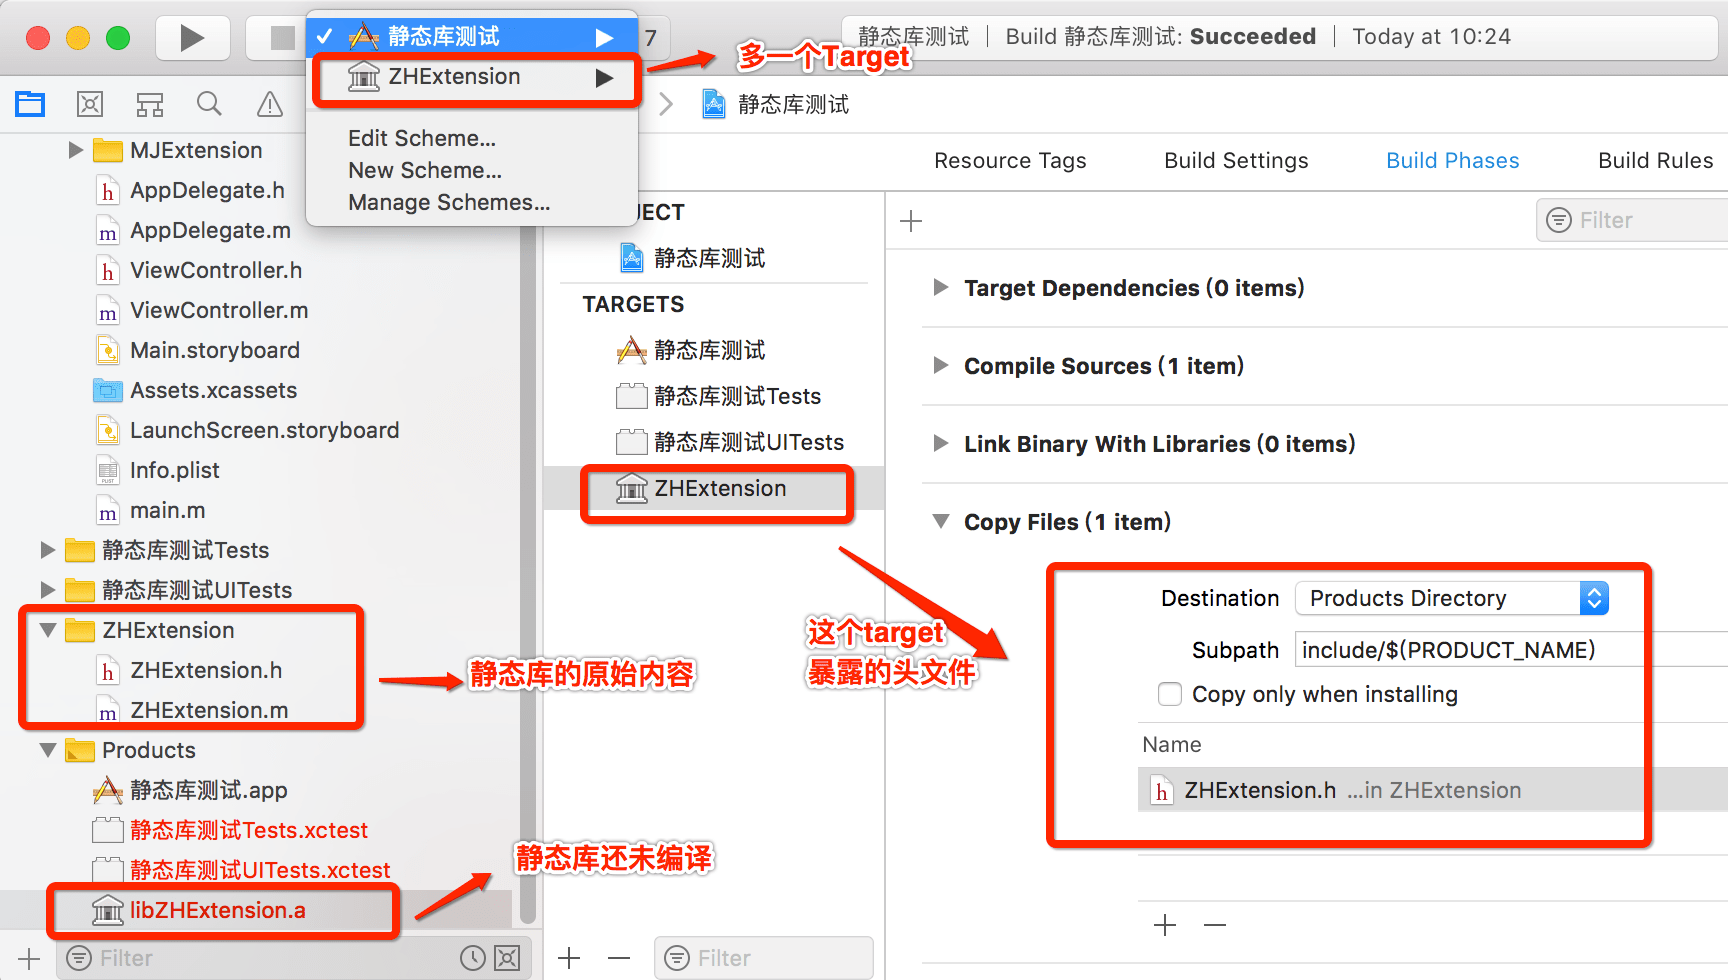 静态库测试
ZHExtension
Edit Scheme...
New Scheme...
Manage Schemes...
7
多一个Target
静态库测试 | Build 静态库测试: Succeeded | Today at 10:24
静态库测试
Resource Tags
Build Settings
Build Phases
Build Rules
MJExtension
AppDelegate.h
AppDelegate.m
ViewController.h
ViewController.m
Main.storyboard
Assets.xcassets
LaunchScreen.storyboard
Info.plist
main.m
静态库测试Tests
静态库测试UITests
ZHExtension
ZHExtension.h
ZHExtension.m
静态库的原始内容
Products
静态库测试.app
静态库测试Tests.xctest
静态库测试UITests.xctest
libZHExtension.a
静态库还未编译
Filter
JECT
静态库测试
TARGETS
静态库测试
静态库测试Tests
静态库测试UITests
ZHExtension
这个target
暴露的头文件
Filter
Filter
Target Dependencies (0 items)
Compile Sources (1 item)
Link Binary With Libraries (0 items)
Copy Files (1 item)
Destination
Products Directory
Subpath
include/$(PRODUCT_NAME)
Copy only when installing
Name
ZHExtension.h ...in ZHExtension